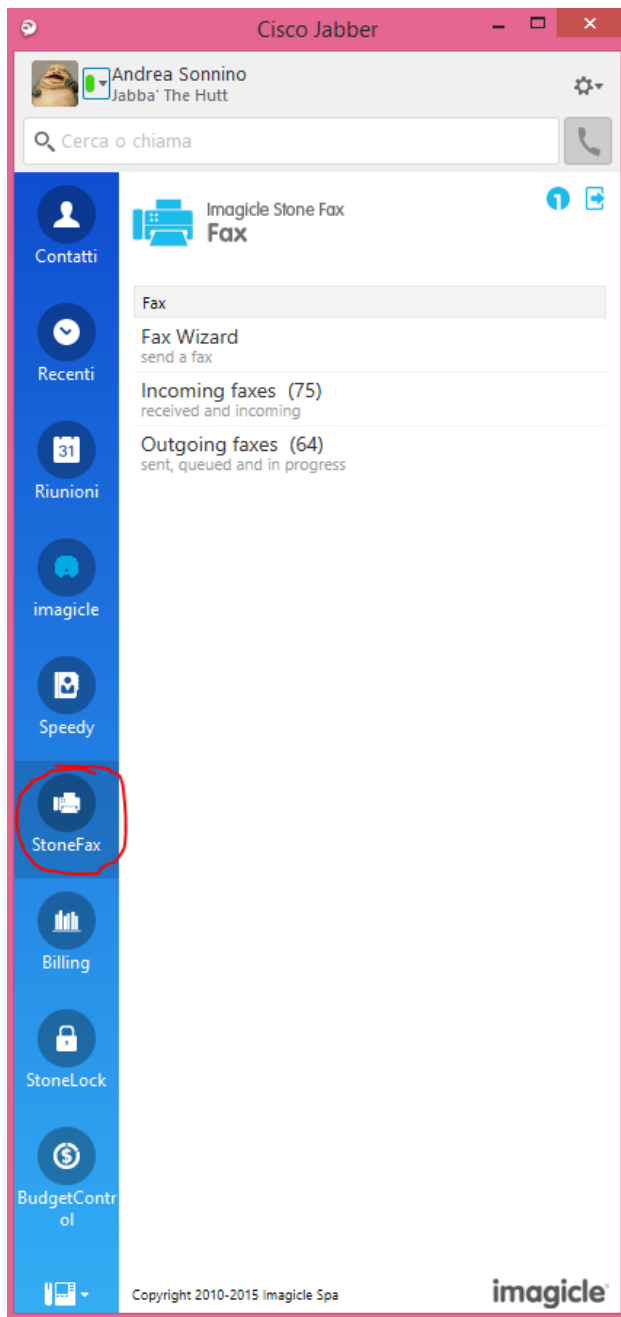 Cisco Jabber
Andrea Sonnino
Jabba' The Hutt
Cerca o chiama
Contatti
Recenti
31
Riunioni
imagicle
Speedy
StoneFax
Billing
StoneLock
BudgetContr
ol
Imagicle Stone Fax
Fax
Fax
Fax Wizard
send a fax
Incoming faxes (75)
received and incoming
Outgoing faxes (64)
sent, queued and in progress
Copyright 2010-2015 Imagicle Spa
imagicle